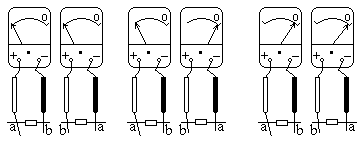 0 0 0 0 0 0
+ + + + − + +
a b b a a b b a a b b a